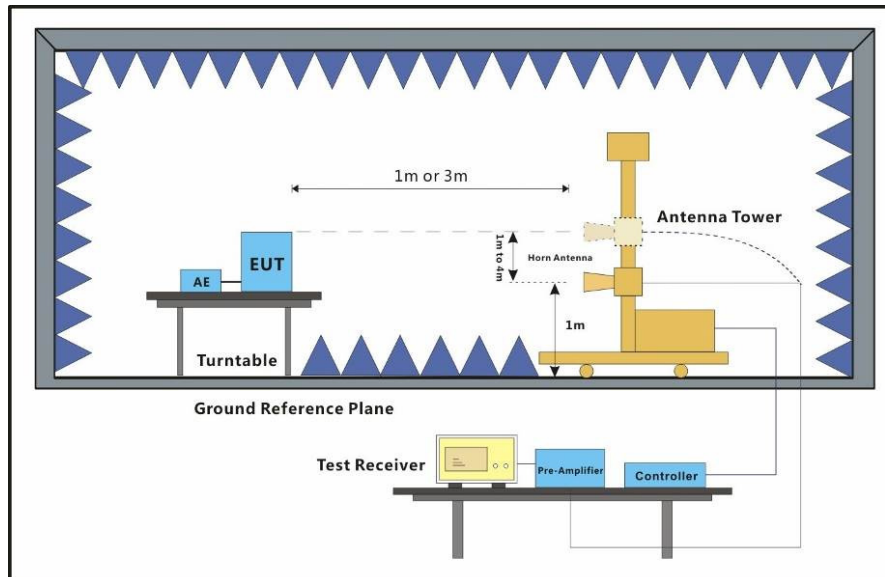 1m or 3m
Antenna Tower
1m to 4m
Horn Antenna
EUT
AE
1m
Turntable
Ground Reference Plane
Test Receiver
Pre-Amplifier
Controller